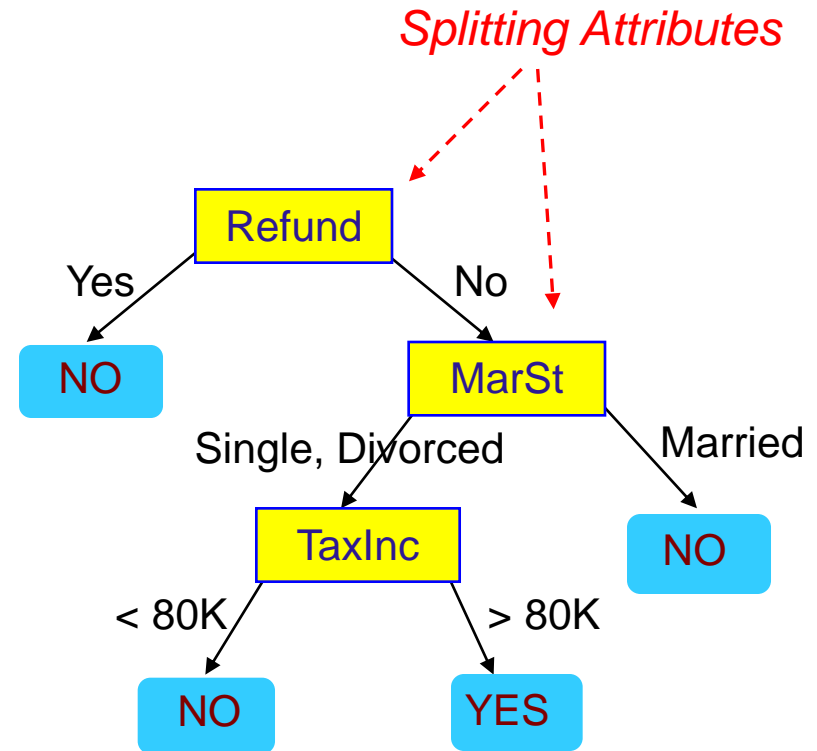 Splitting Attributes
Refund
Yes
No
NO
MarSt
Single, Divorced
Married
TaxInc
NO
< 80K
> 80K
NO
YES